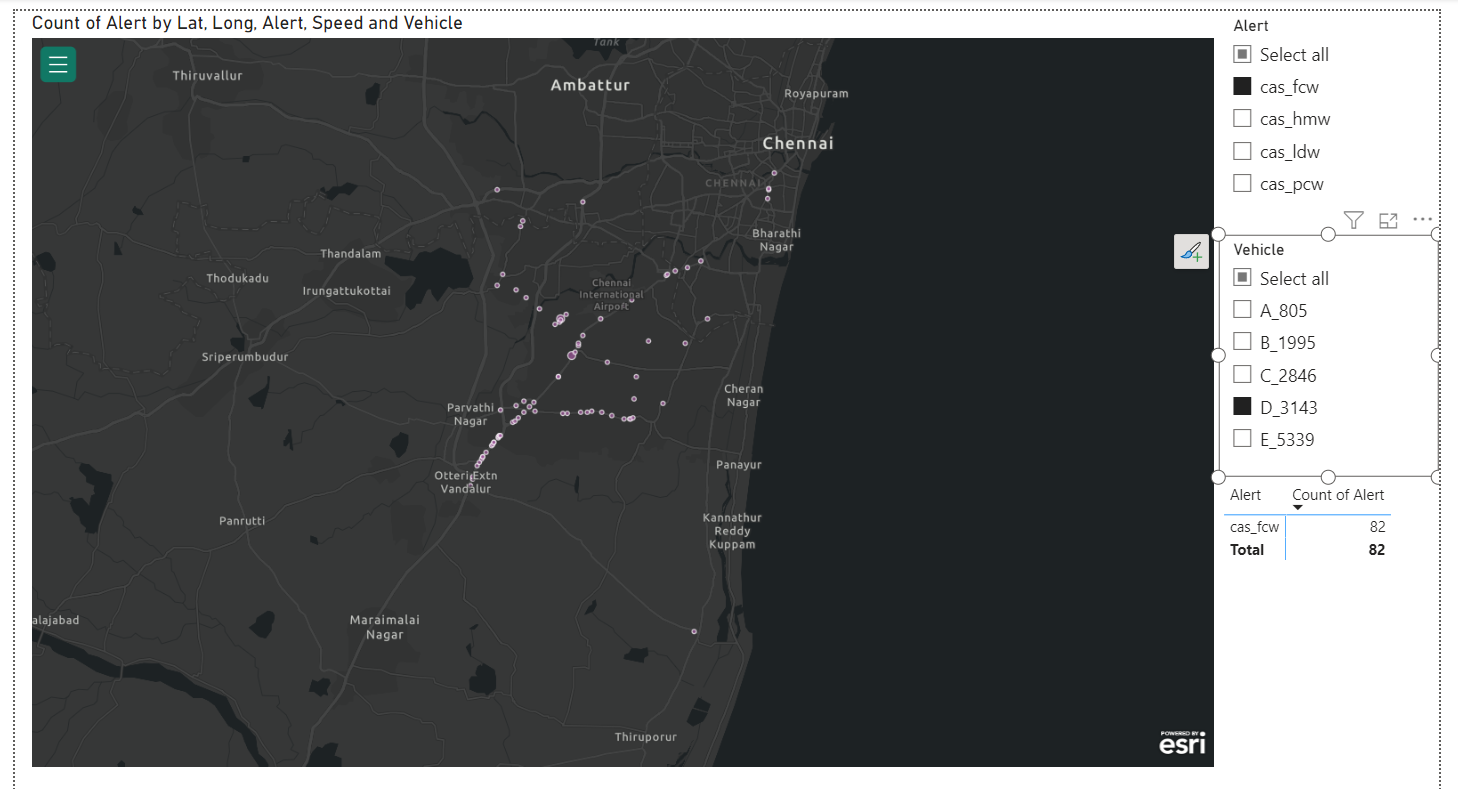 Count of Alert by Lat, Long, Alert, Speed and Vehicle
Tank
Thiruvallur
Ambattur
Royapuram
Chennai
CHENNAI
Bharathi
Nagar
Thandalam
Thodukadu
Irungattukottai
Chennai
International
Airport
Sriperumbudur
Cheran
Nagar
Parvathi
Nagar
Panayur
Otteri Extn
Vandalur
Panrutti
Kannathur
Reddy
Kuppam
alajabad
Maraimalai
Nagar
Thiruporur
POWERED BY
esri
Alert
Select all
cas_fcw
cas_hmw
cas_ldw
cas_pcw
Vehicle
Select all
A_805
B_1995
C_2846
D_3143
E_5339
Alert Count of Alert
cas_fcw 82
Total 82